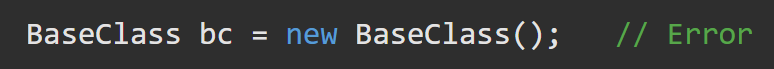 BaseClass bc = new BaseClass();   // Error